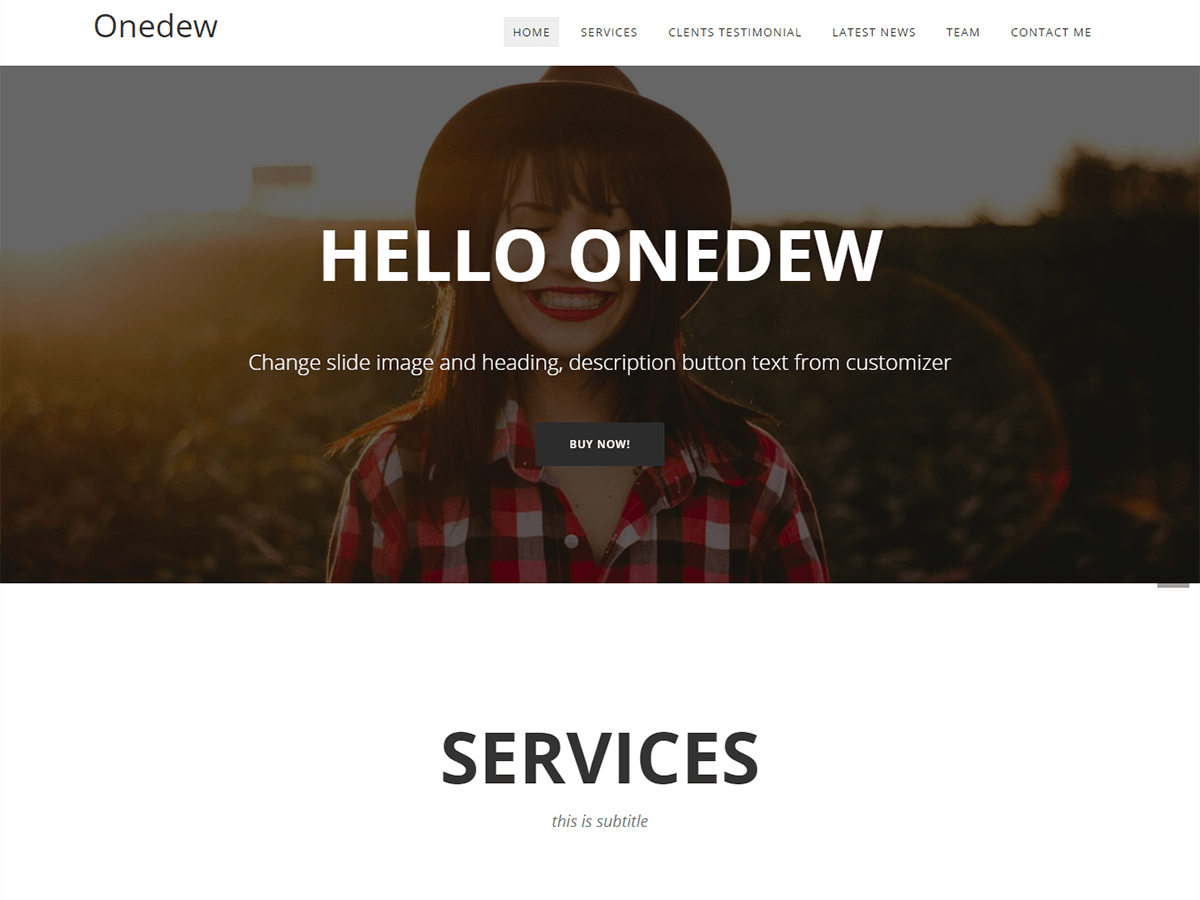 Onedew
HOME SERVICES CLENTS TESTIMONIAL LATEST NEWS TEAM CONTACT ME
HELLO ONEDEW
Change slide image and heading, description button text from customizer
BUY NOW!
SERVICES
this is subtitle